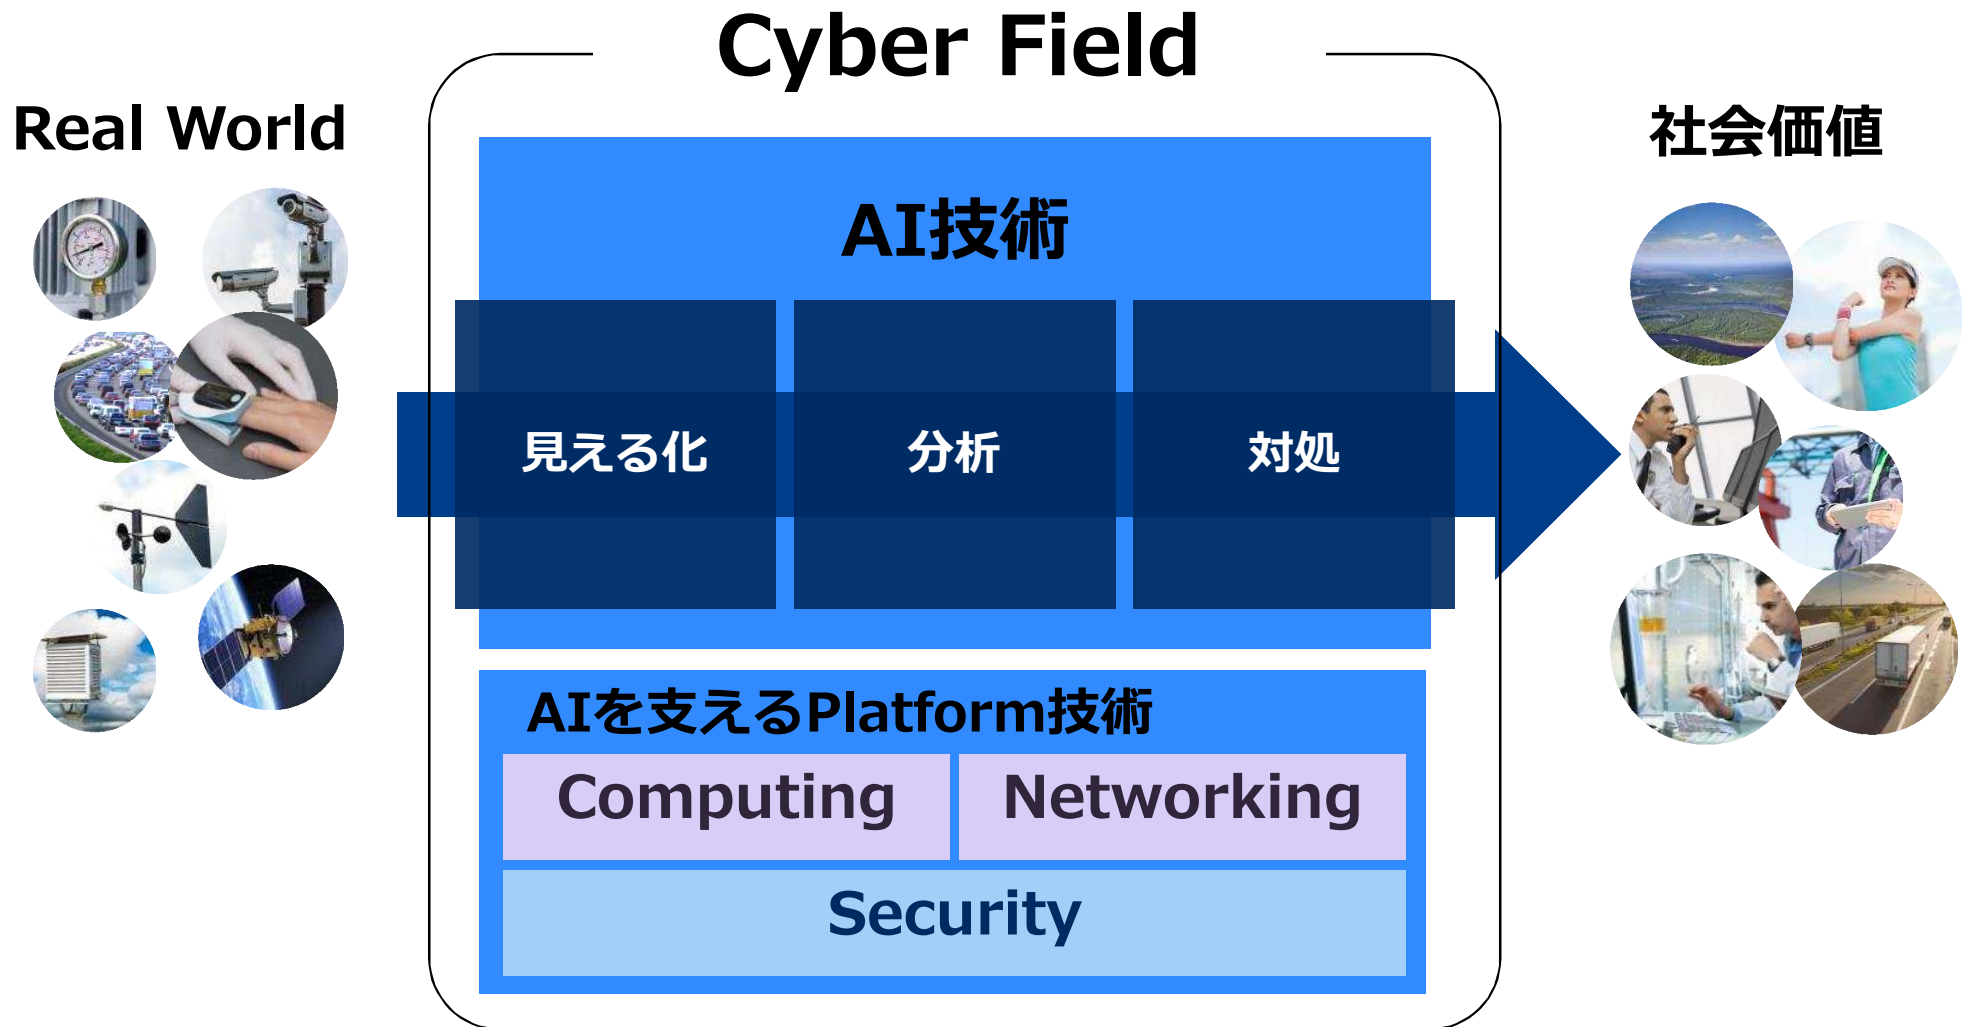 Cyber Field
Real World
社会価値
AI技術
見える化
分析
対処
AIを支えるPlatform技術
Computing
Networking
Security